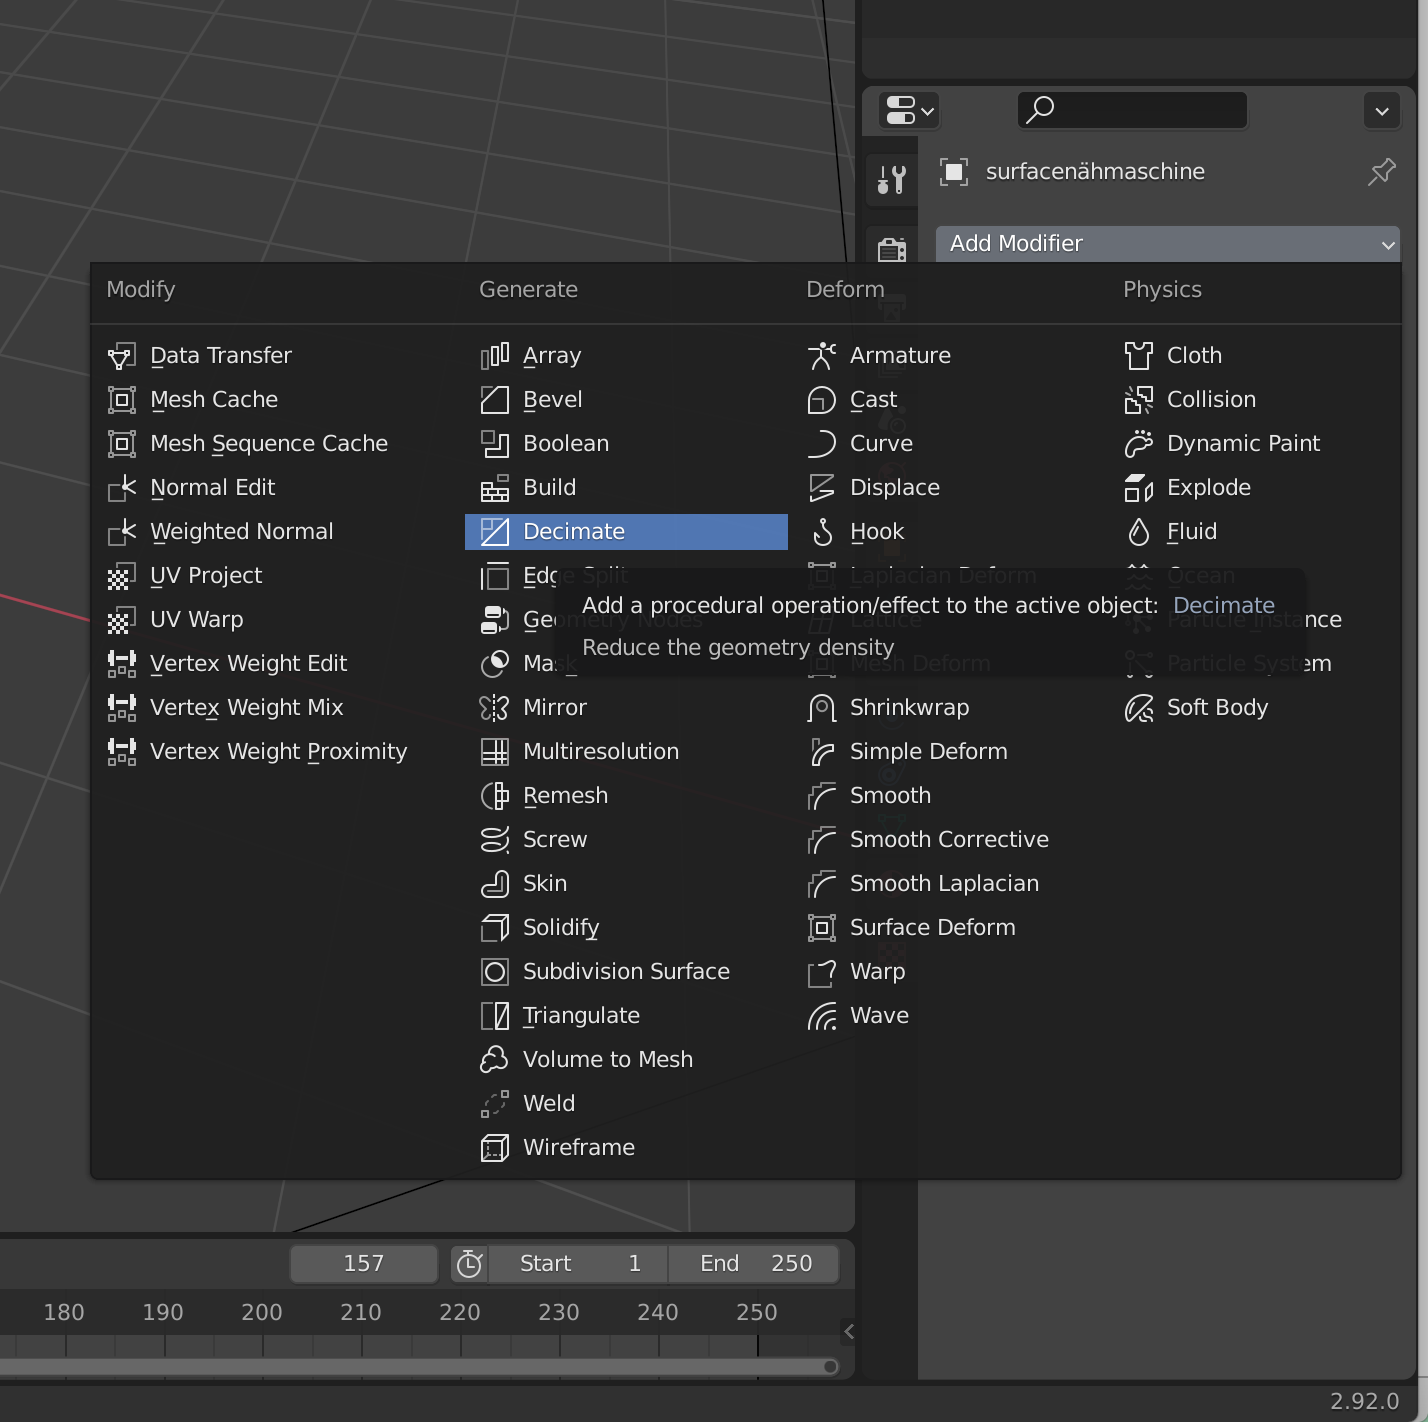 surfacenähmaschine
Add Modifier
Modify
Data Transfer
Mesh Cache
Mesh Sequence Cache
Normal Edit
Weighted Normal
UV Project
UV Warp
Vertex Weight Edit
Vertex Weight Mix
Vertex Weight Proximity
Generate
Array
Bevel
Boolean
Build
Decimate
Edge Split
Geometry Nodes
Mask
Mirror
Multiresolution
Remesh
Screw
Skin
Solidify
Subdivision Surface
Triangulate
Volume to Mesh
Weld
Wireframe
Deform
Armature
Cast
Curve
Displace
Hook
Laplacian Deform
Lattice
Mesh Deform
Shrinkwrap
Simple Deform
Smooth
Smooth Corrective
Smooth Laplacian
Surface Deform
Warp
Wave
Physics
Cloth
Collision
Dynamic Paint
Explode
Fluid
Ocean
Particle Instance
Particle System
Soft Body
Add a procedural operation/effect to the active object: Decimate
Reduce the geometry density
157 Start 1 End 250
180 190 200 210 220 230 240 250
2.92.0